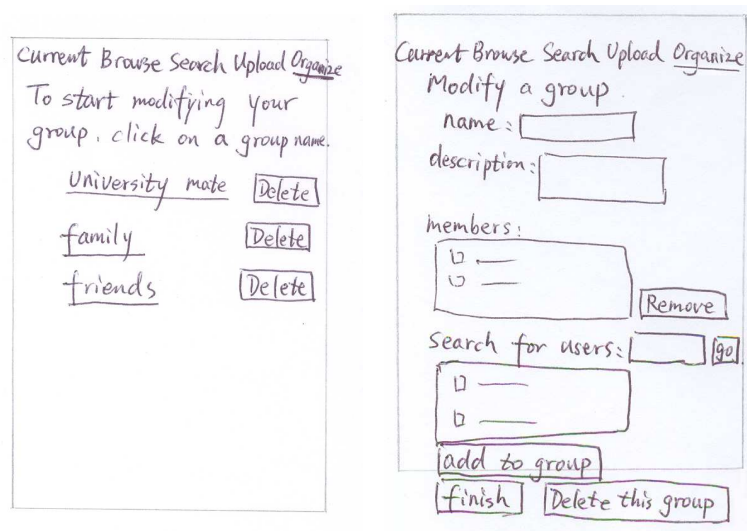 Current Browse Search Upload Organize
To start modifying your
group, click on a group name.
University mate Delete
family Delete
friends Delete
Current Browse Search Upload Organize
Modify a group.
name:
description:
members:
Remove
Search for users: go
add to group
finish Delete this group